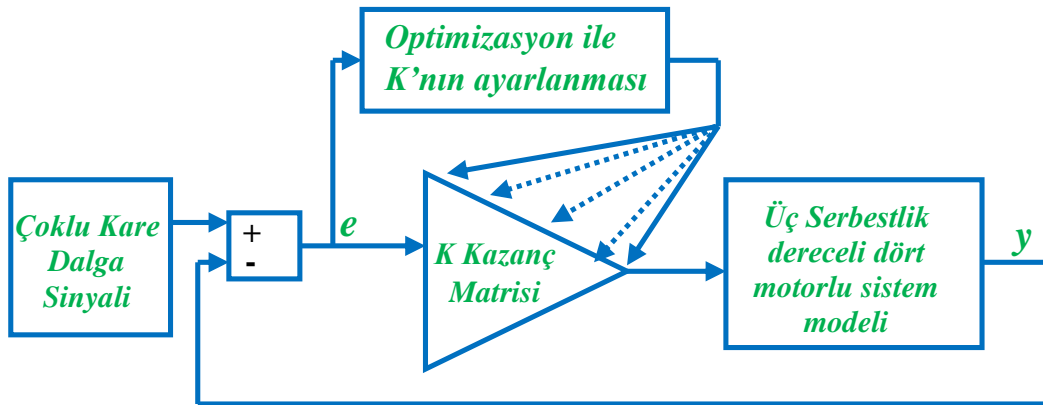 Optimizasyon ile
K’nın ayarlanması
Çoklu Kare
Dalga
Sinyali
+
-
e
K Kazanç
Matrisi
Üç Serbestlik
dereceli dört
motorlu sistem
modeli
y